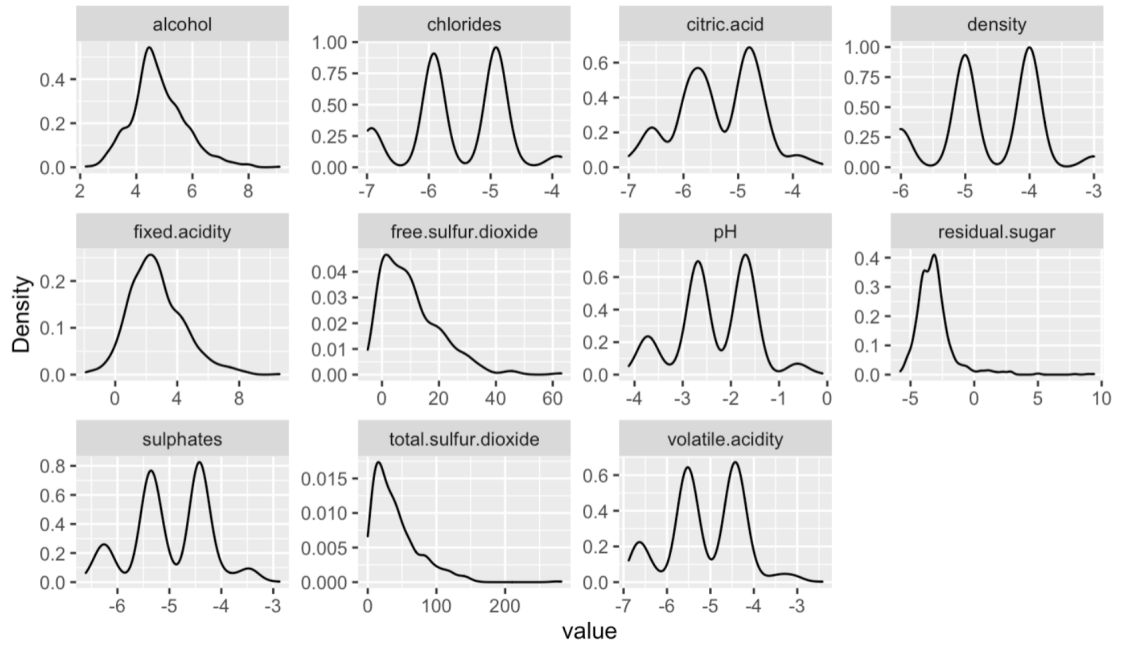 alcohol
chlorides
citric.acid
density
0.4
0.2
0.0
2 4 6 8
1.00
0.75
0.50
0.25
0.00
-7 -6 -5 -4
0.6
0.4
0.2
0.0
-7 -6 -5 -4
1.00
0.75
0.50
0.25
0.00
-6 -5 -4 -3
fixed.acidity
free.sulfur.dioxide
pH
residual.sugar
0.2
0.1
0.0
0 4 8
0.04
0.03
0.02
0.01
0.00
0 20 40 60
0.6
0.4
0.2
0.0
-4 -3 -2 -1 0
0.4
0.3
0.2
0.1
0.0
-5 0 5 10
Density
sulphates
total.sulfur.dioxide
volatile.acidity
0.8
0.6
0.4
0.2
0.0
-6 -5 -4 -3
0.015
0.010
0.005
0.000
0 100 200
0.6
0.4
0.2
0.0
-7 -6 -5 -4 -3
value